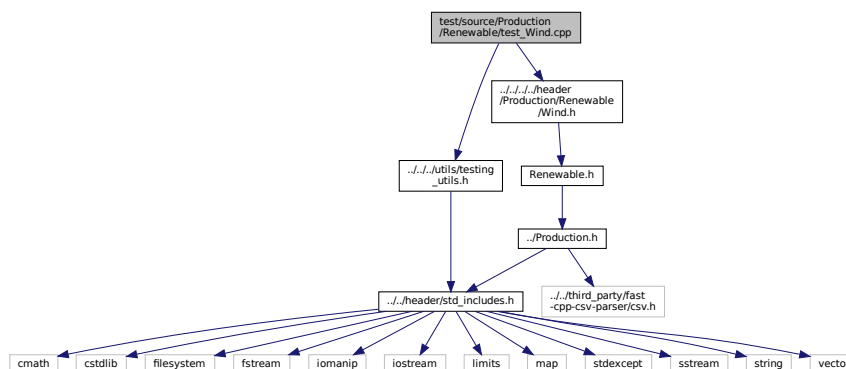 test/source/Production
/Renewable/test_Wind.cpp
../../../../header
/Production/Renewable
/Wind.h
../../../utils/testing
_utils.h
Renewable.h
../Production.h
../../header/std_includes.h
../../third_party/fast
-cpp-csv-parser/csv.h
cmath
cstdlib
filesystem
fstream
iomanip
iostream
limits
map
stdexcept
sstream
string
vecto